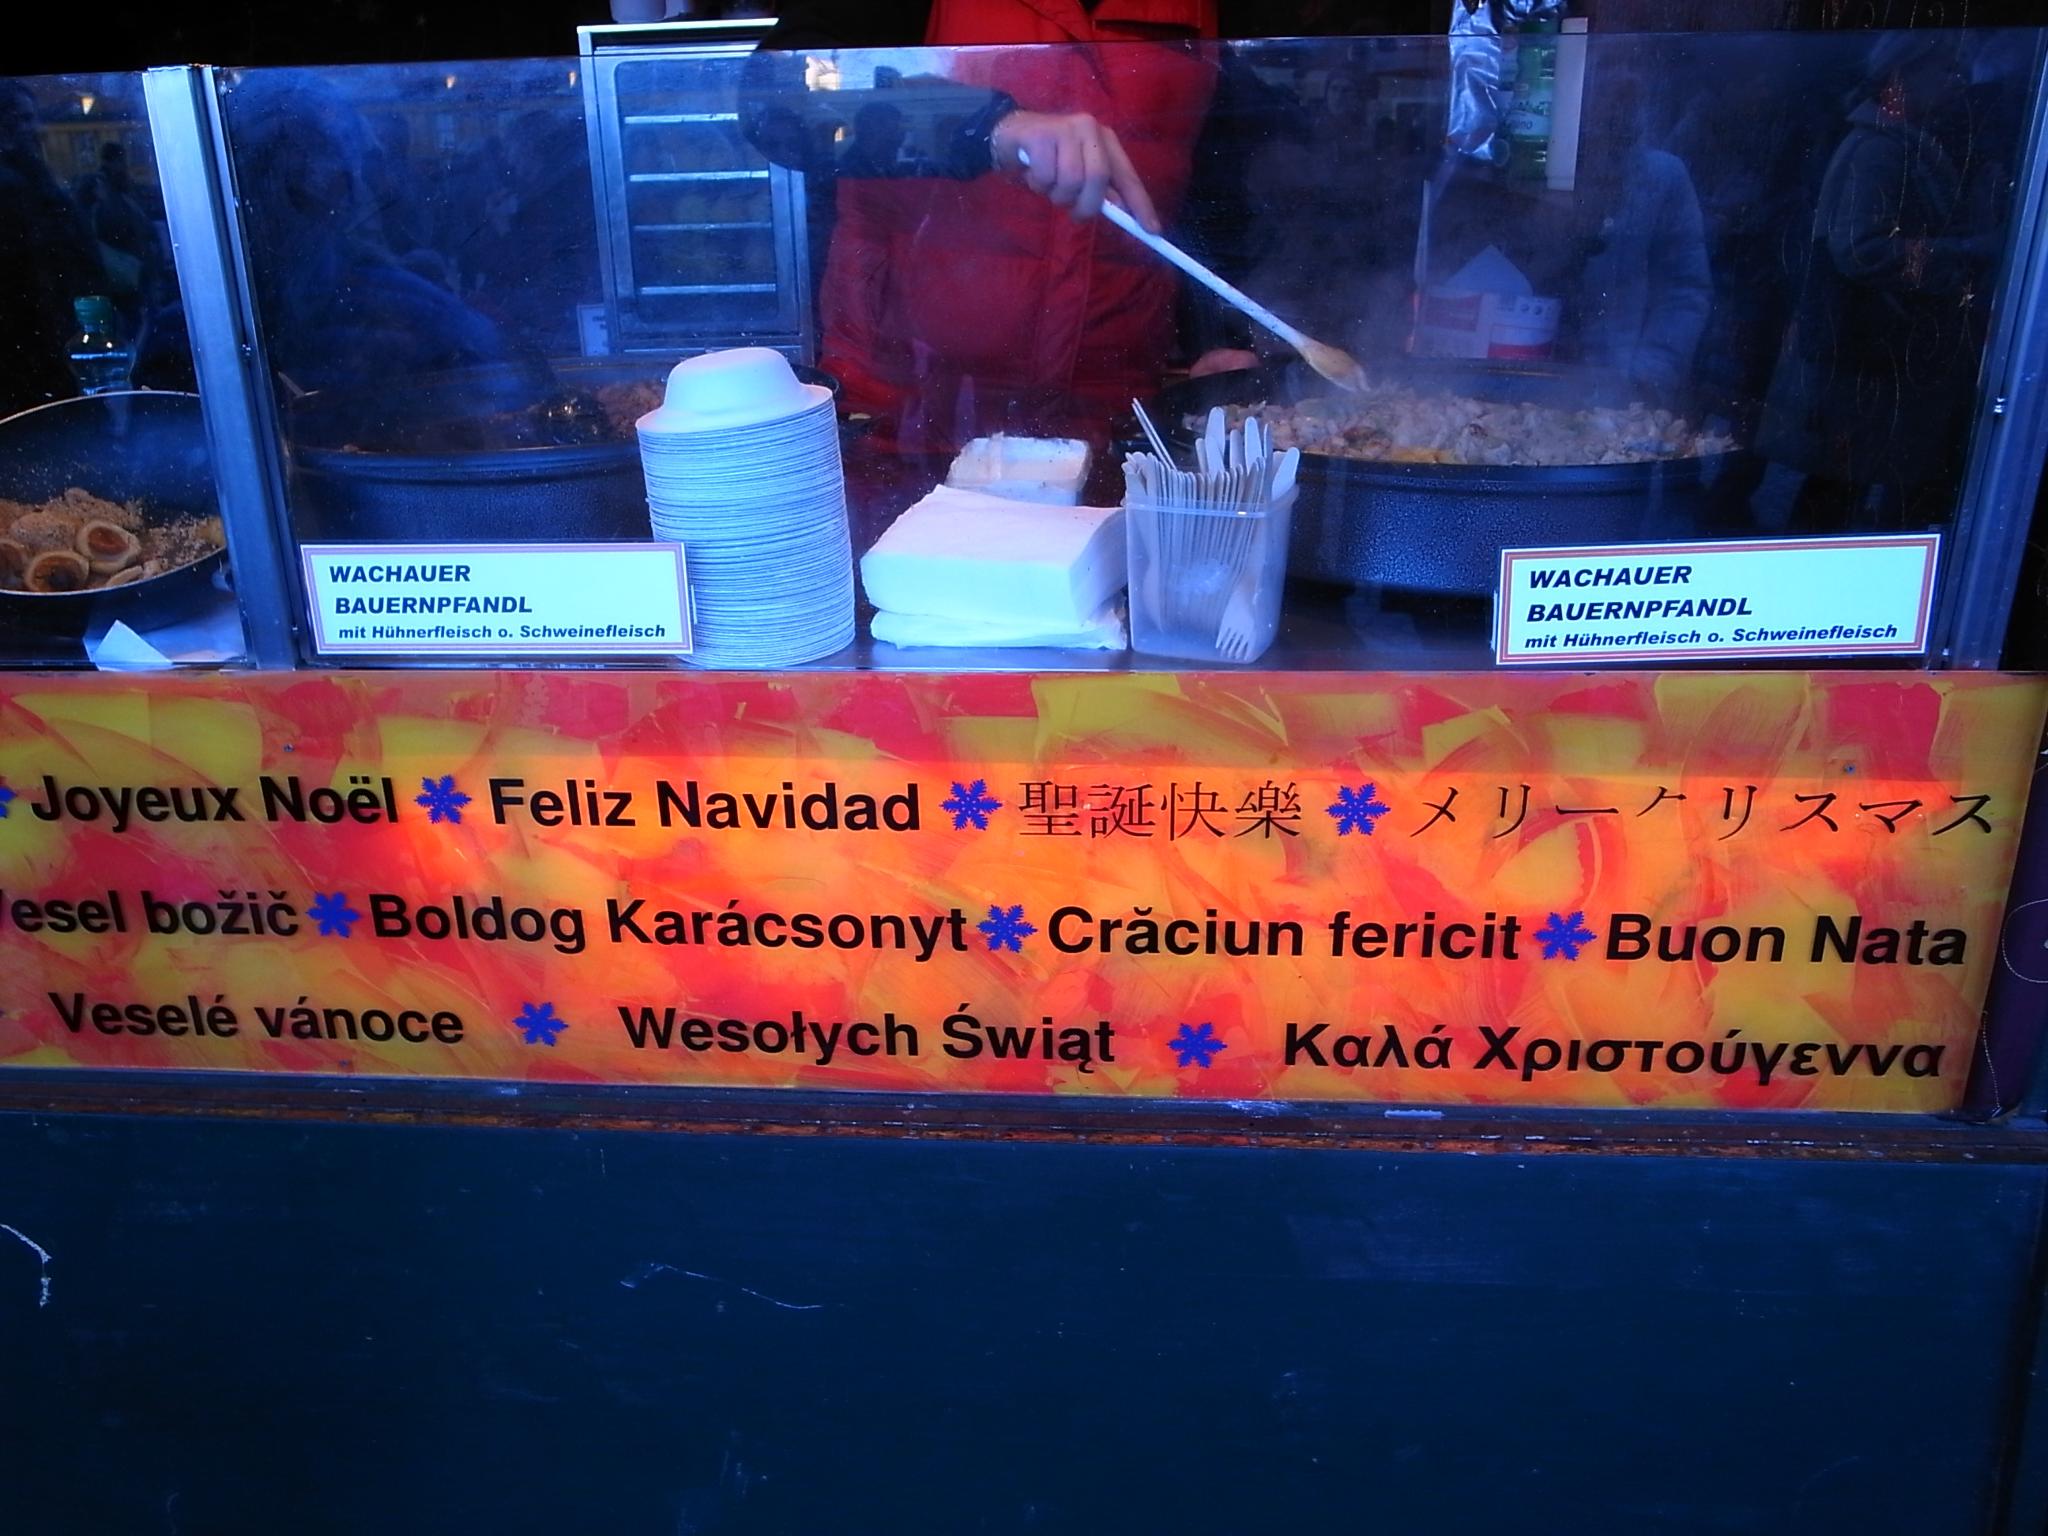 WACHAUER
BAUERNPFANDL
mit Hühnerfleisch o. Schweinefleisch
WACHAUER
BAUERNPFANDL
mit Hühnerfleisch o. Schweinefleisch
Joyeux Noël Feliz Navidad 聖誕快樂 メリークリスマス
esel božič Boldog Karácsonyt Crăciun fericit Buon Nata
Veselé vánoce Wesołych Świąt Καλά Χριστούγεννα